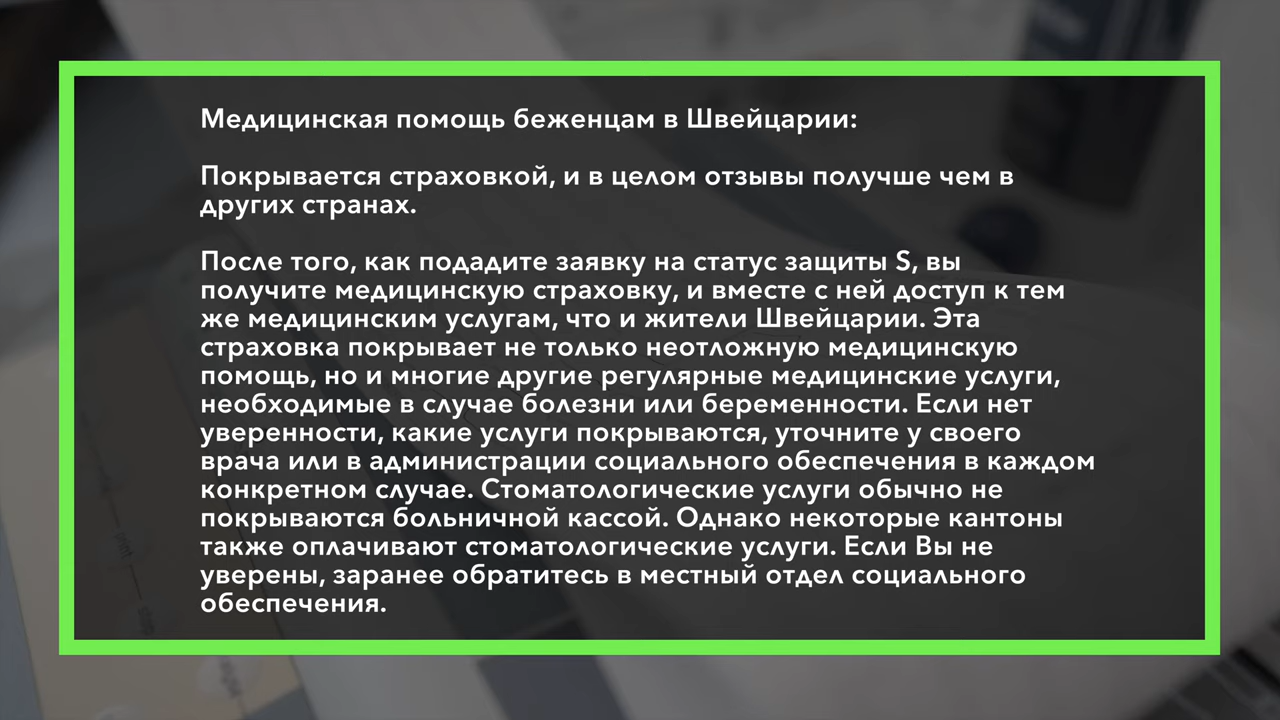 Медицинская помощь беженцам в Швейцарии:
Покрывается страховкой, и в целом отзывы получше чем в
других странах.
После того, как подадите заявку на статус защиты S, вы
получите медицинскую страховку, и вместе с ней доступ к тем
же медицинским услугам, что и жители Швейцарии. Эта
страховка покрывает не только неотложную медицинскую
помощь, но и многие другие регулярные медицинские услуги,
необходимые в случае болезни или беременности. Если нет
уверенности, какие услуги покрываются, уточните у своего
врача или в администрации социального обеспечения в каждом
конкретном случае. Стоматологические услуги обычно не
покрываются больничной кассой. Однако некоторые кантоны
также оплачивают стоматологические услуги. Если Вы не
уверены, заранее обратитесь в местный отдел социального
обеспечения.